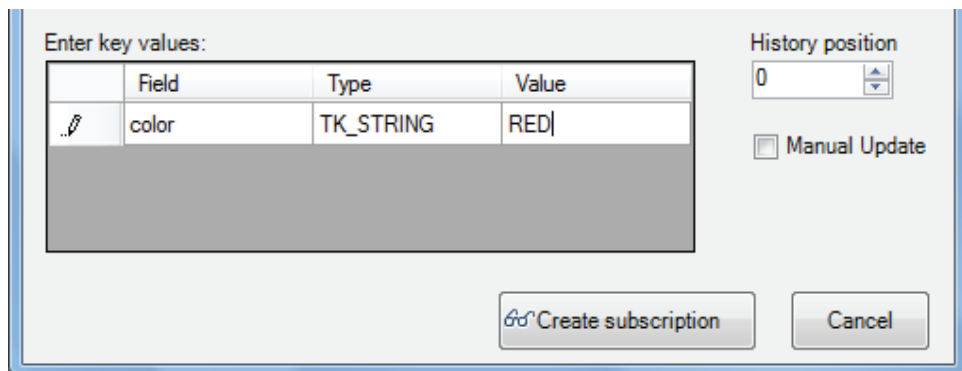 Enter key values:
History position
Field Type Value
0
color TK_STRING RED
Manual Update
Create subscription
Cancel